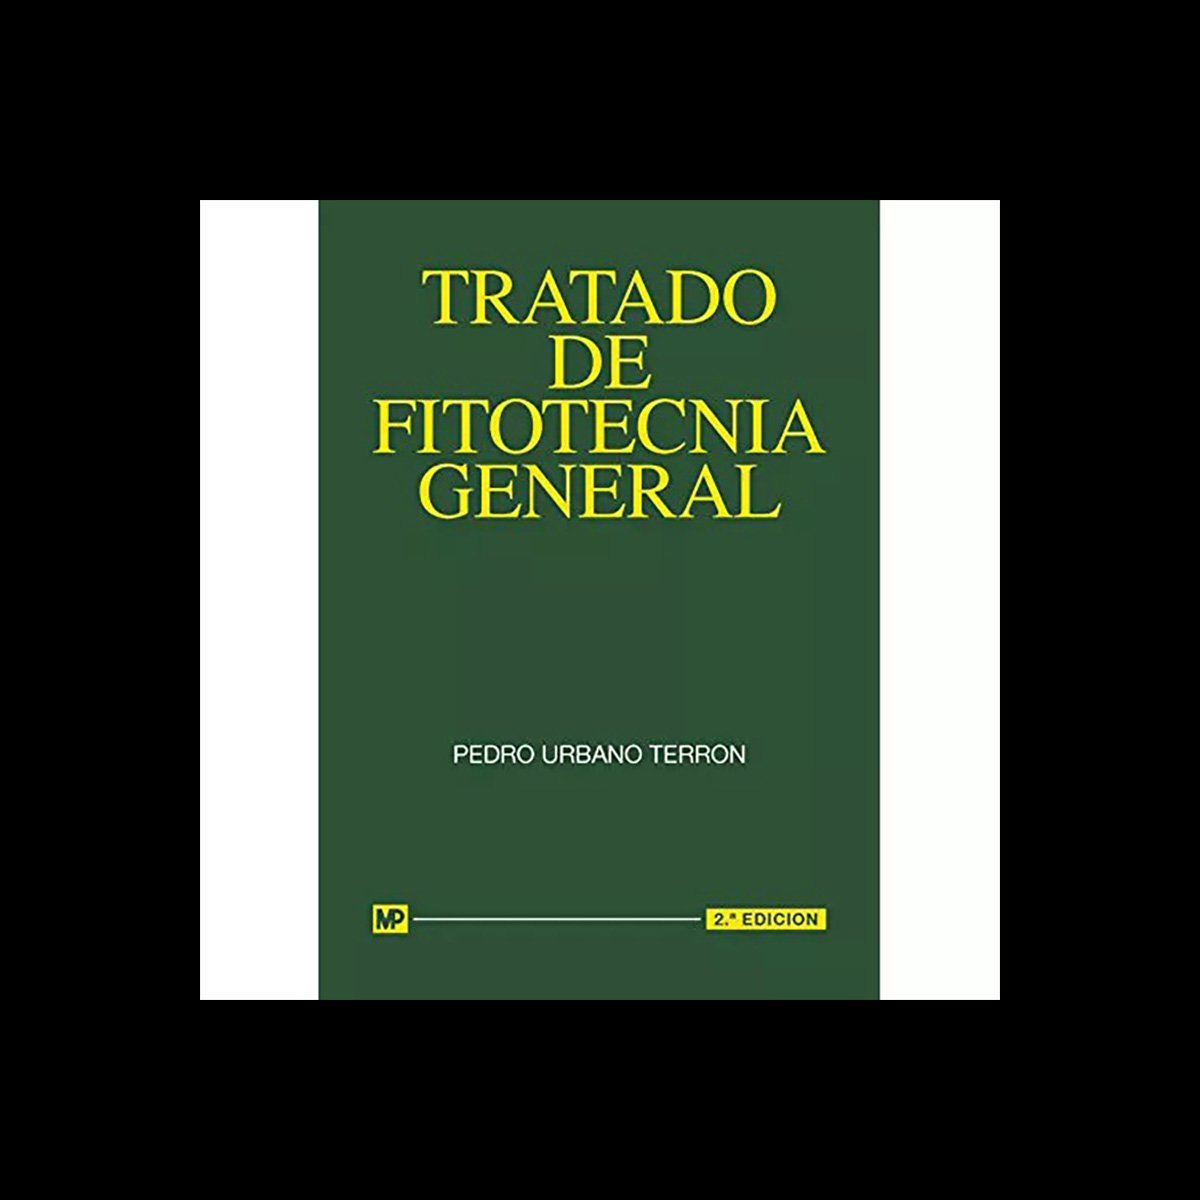 TRATADO
DE
FITOTECNIA
GENERAL
PEDRO URBANO TERRON
MP
2.ª EDICION